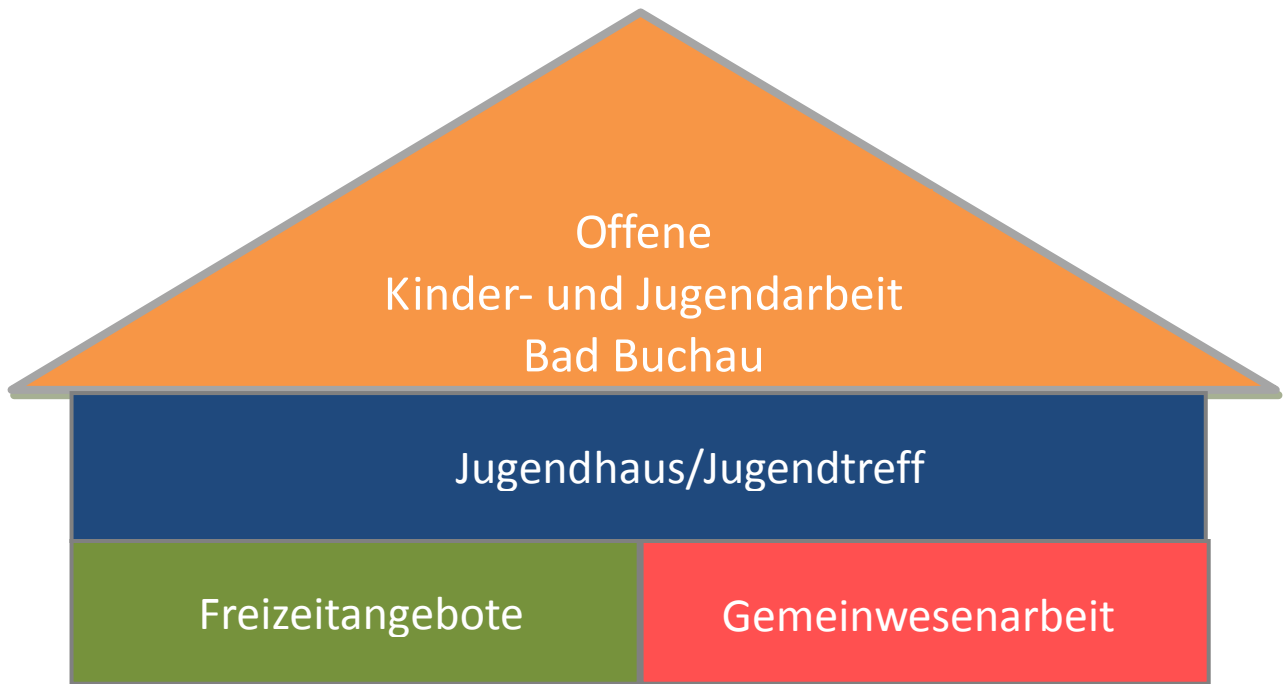 Offene
Kinder- und Jugendarbeit
Bad Buchau
Jugendhaus/Jugendtreff
Freizeitangebote
Gemeinwesenarbeit